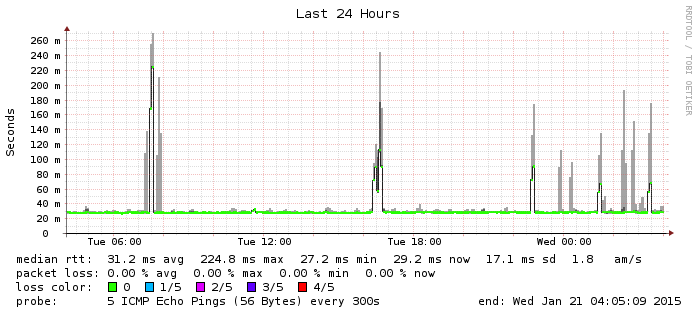 Last 24 Hours
RRDTOOL / TOBI OETIKER
Seconds
260 m
240 m
220 m
200 m
180 m
160 m
140 m
120 m
100 m
80 m
60 m
40 m
20 m
0
Tue 06:00 Tue 12:00 Tue 18:00 Wed 00:00
median rtt: 31.2 ms avg 224.8 ms max 27.2 ms min 29.2 ms now 17.1 ms sd 1.8 am/s
packet loss: 0.00 % avg 0.00 % max 0.00 % min 0.00 % now
loss color: 0 1/5 2/5 3/5 4/5
probe: 5 ICMP Echo Pings (56 Bytes) every 300s end: Wed Jan 21 04:05:09 2015